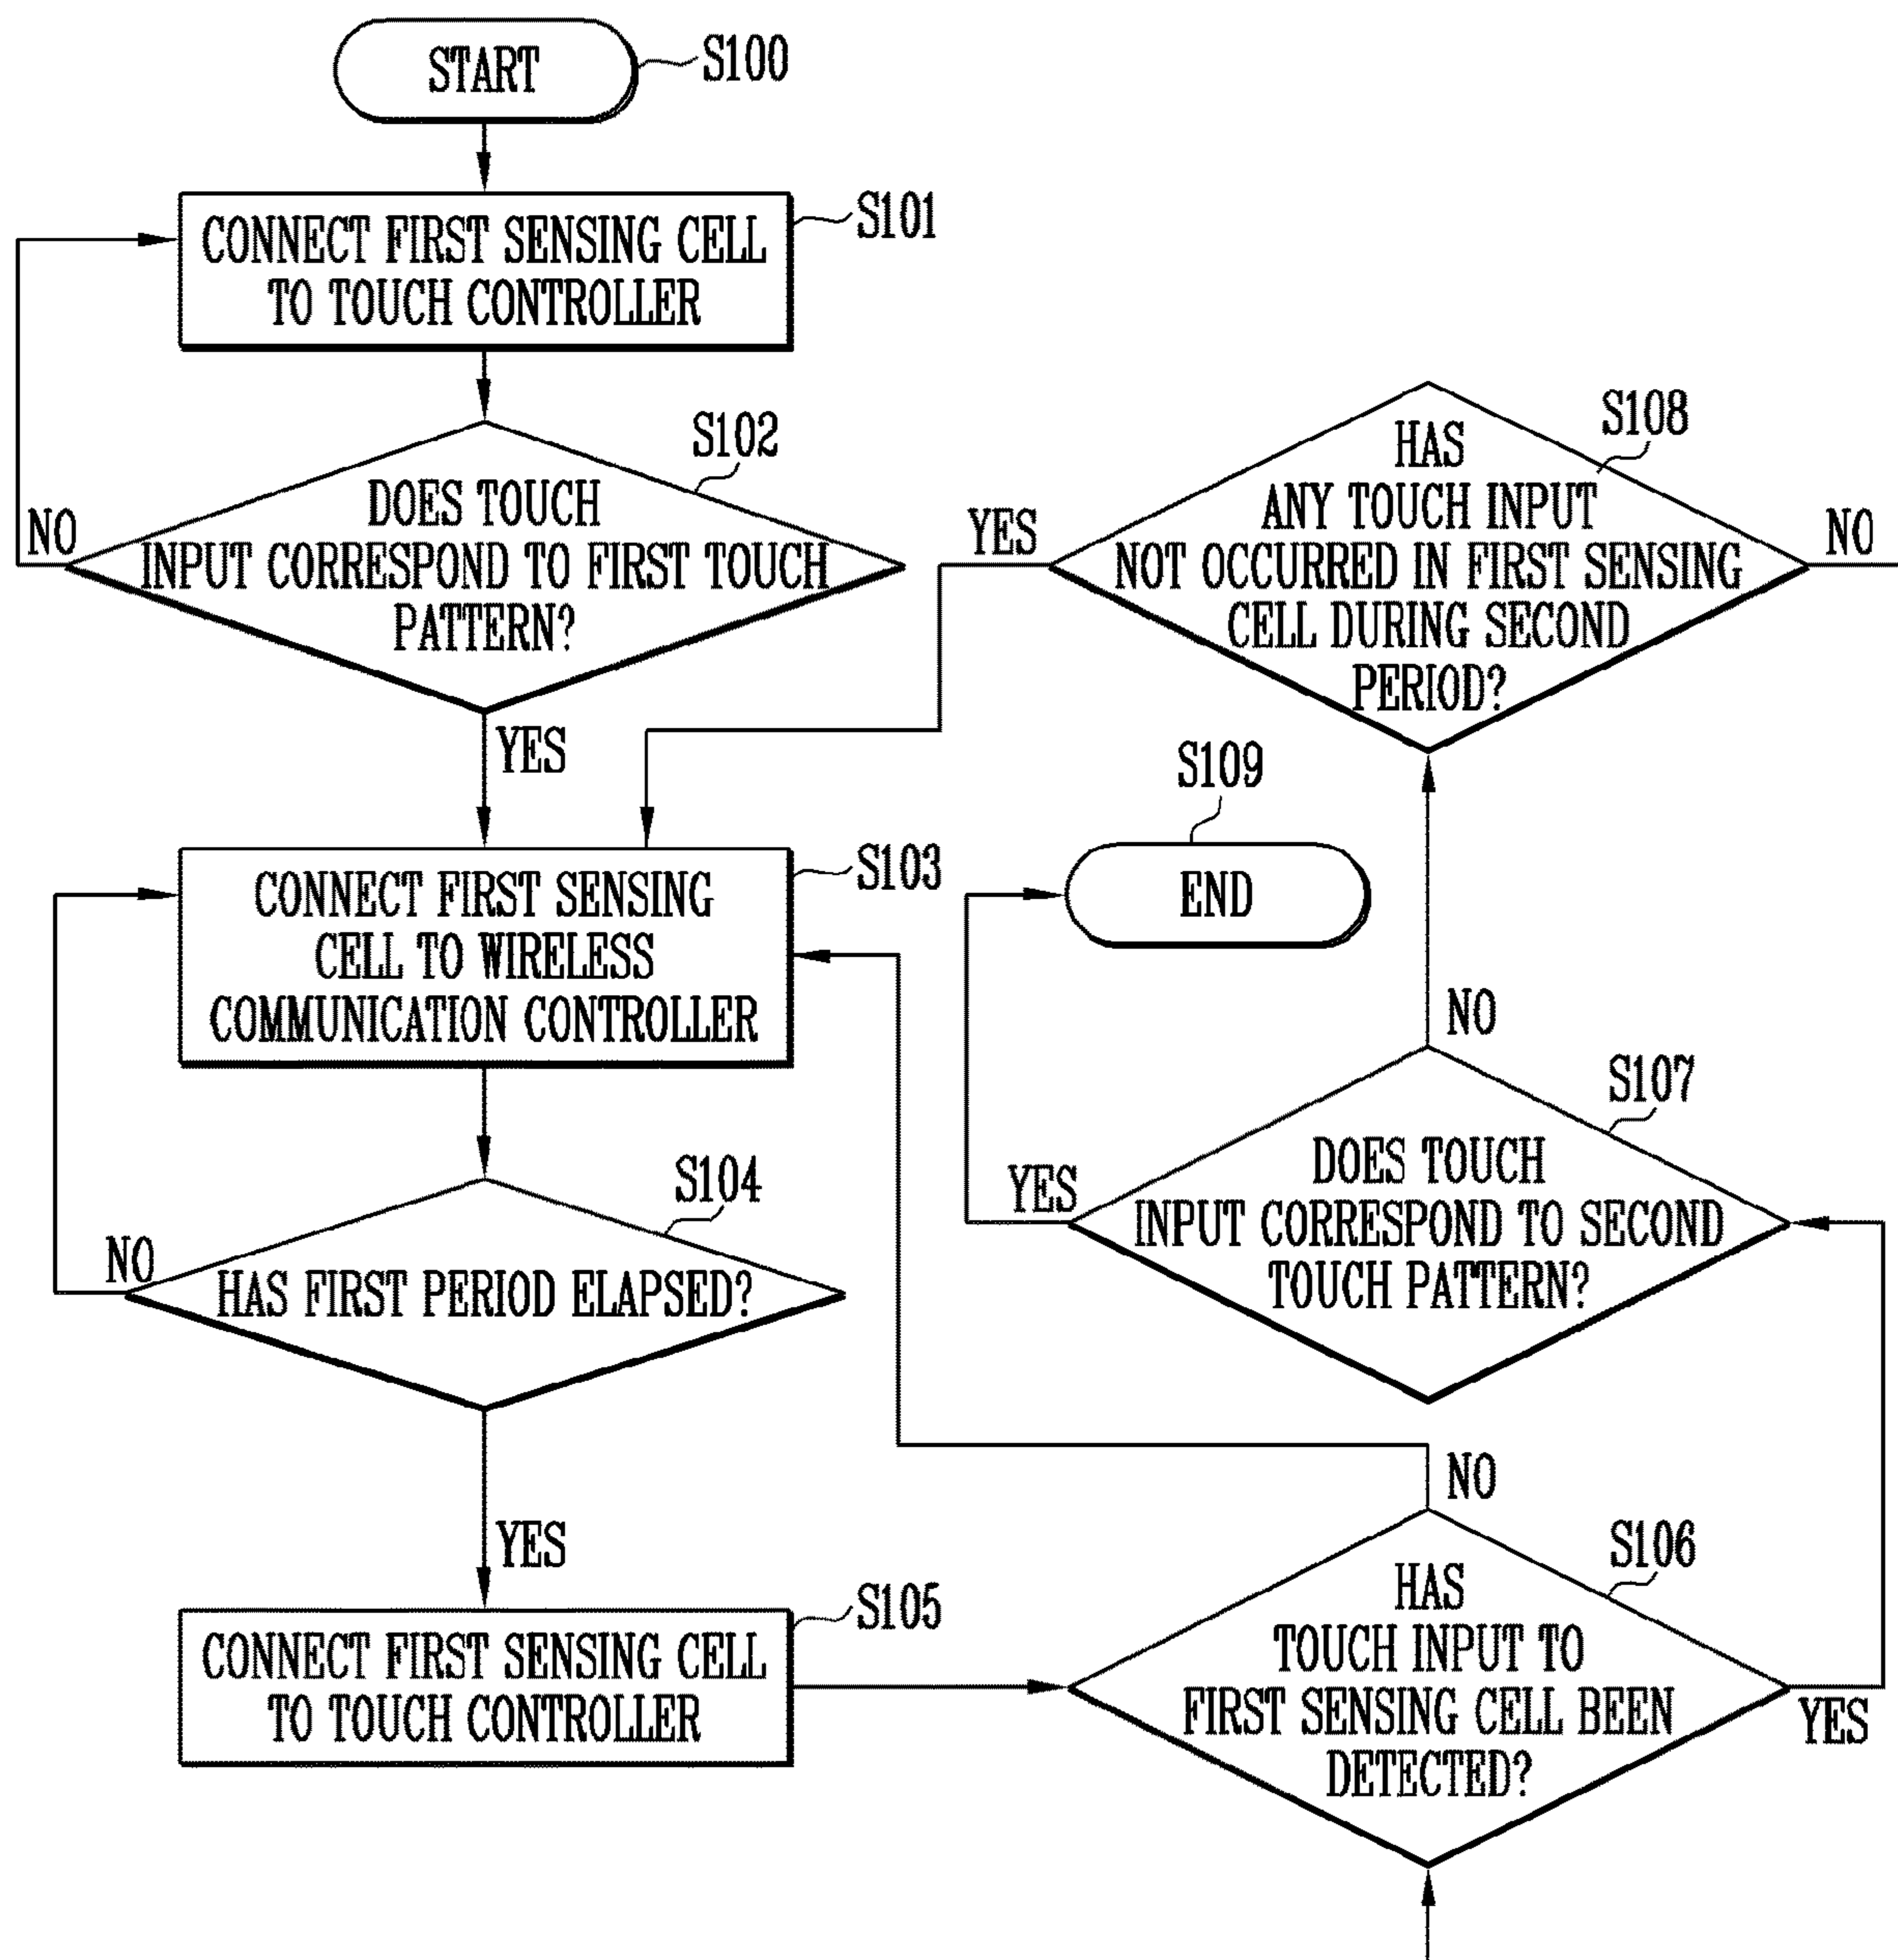 START
S100
CONNECT FIRST SENSING CELL
TO TOUCH CONTROLLER
S101
DOES TOUCH
INPUT CORRESPOND TO FIRST TOUCH
PATTERN?
S102
NO
YES
CONNECT FIRST SENSING
CELL TO WIRELESS
COMMUNICATION CONTROLLER
S103
HAS FIRST PERIOD ELAPSED?
S104
NO
YES
CONNECT FIRST SENSING CELL
TO TOUCH CONTROLLER
S105
HAS
TOUCH INPUT TO
FIRST SENSING CELL BEEN
DETECTED?
S106
NO
YES
DOES TOUCH
INPUT CORRESPOND TO SECOND
TOUCH PATTERN?
S107
YES
NO
HAS
ANY TOUCH INPUT
NOT OCCURRED IN FIRST SENSING
CELL DURING SECOND
PERIOD?
S108
YES
NO
END
S109